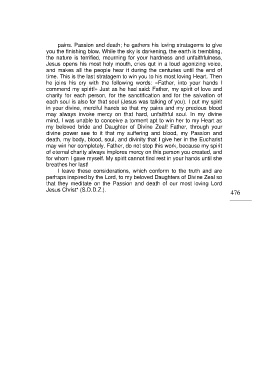 pains. Passion and death; he gathers his loving stratagems to give
you the finishing blow. While the sky is darkening, the earth is trembling,
the nature is terrified, mourning for your hardness and unfaithfulness,
Jesus opens his most holy mouth, cries out in a loud agonizing voice,
and makes all the people hear it during the centuries until the end of
time. This is the last stratagem to win you to his most loving Heart. Then
he joins his cry with the following words: «Father, into your hands I
commend my spirit!» Just as he had said: Father, my spirit of love and
charity for each person, for the sanctification and for the salvation of
each soul is also for that soul (Jesus was talking of you). I put my spirit
in your divine, merciful hands so that my pains and my precious blood
may always invoke mercy on that hard, unfaithful soul. In my divine
mind, I was unable to conceive a torment apt to win her to my Heart as
my beloved bride and Daughter of Divine Zeal! Father, through your
divine power see to it that my suffering and blood, my Passion and
death, my body, blood, soul, and divinity that I give her in the Eucharist
may win her completely. Father, do not stop this work, because my spirit
of eternal charity always implores mercy on this person you created, and
for whom I gave myself. My spirit cannot find rest in your hands until she
breathes her last!
I leave these considerations, which conform to the truth and are
perhaps inspired by the Lord, to my beloved Daughters of Divine Zeal so
that they meditate on the Passion and death of our most loving Lord
Jesus Christ" (S.D.D.Z.).
476